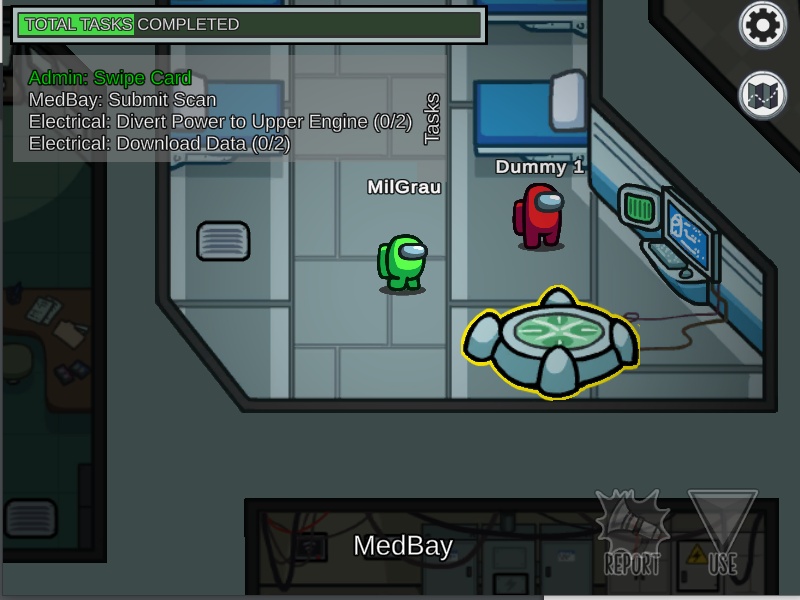 TOTAL TASKS COMPLETED
Admin: Swipe Card
MedBay: Submit Scan
Electrical: Divert Power to Upper Engine (0/2)
Electrical: Download Data (0/2)
Tasks
Dummy 1
MilGrau
REPORT
USE
MedBay